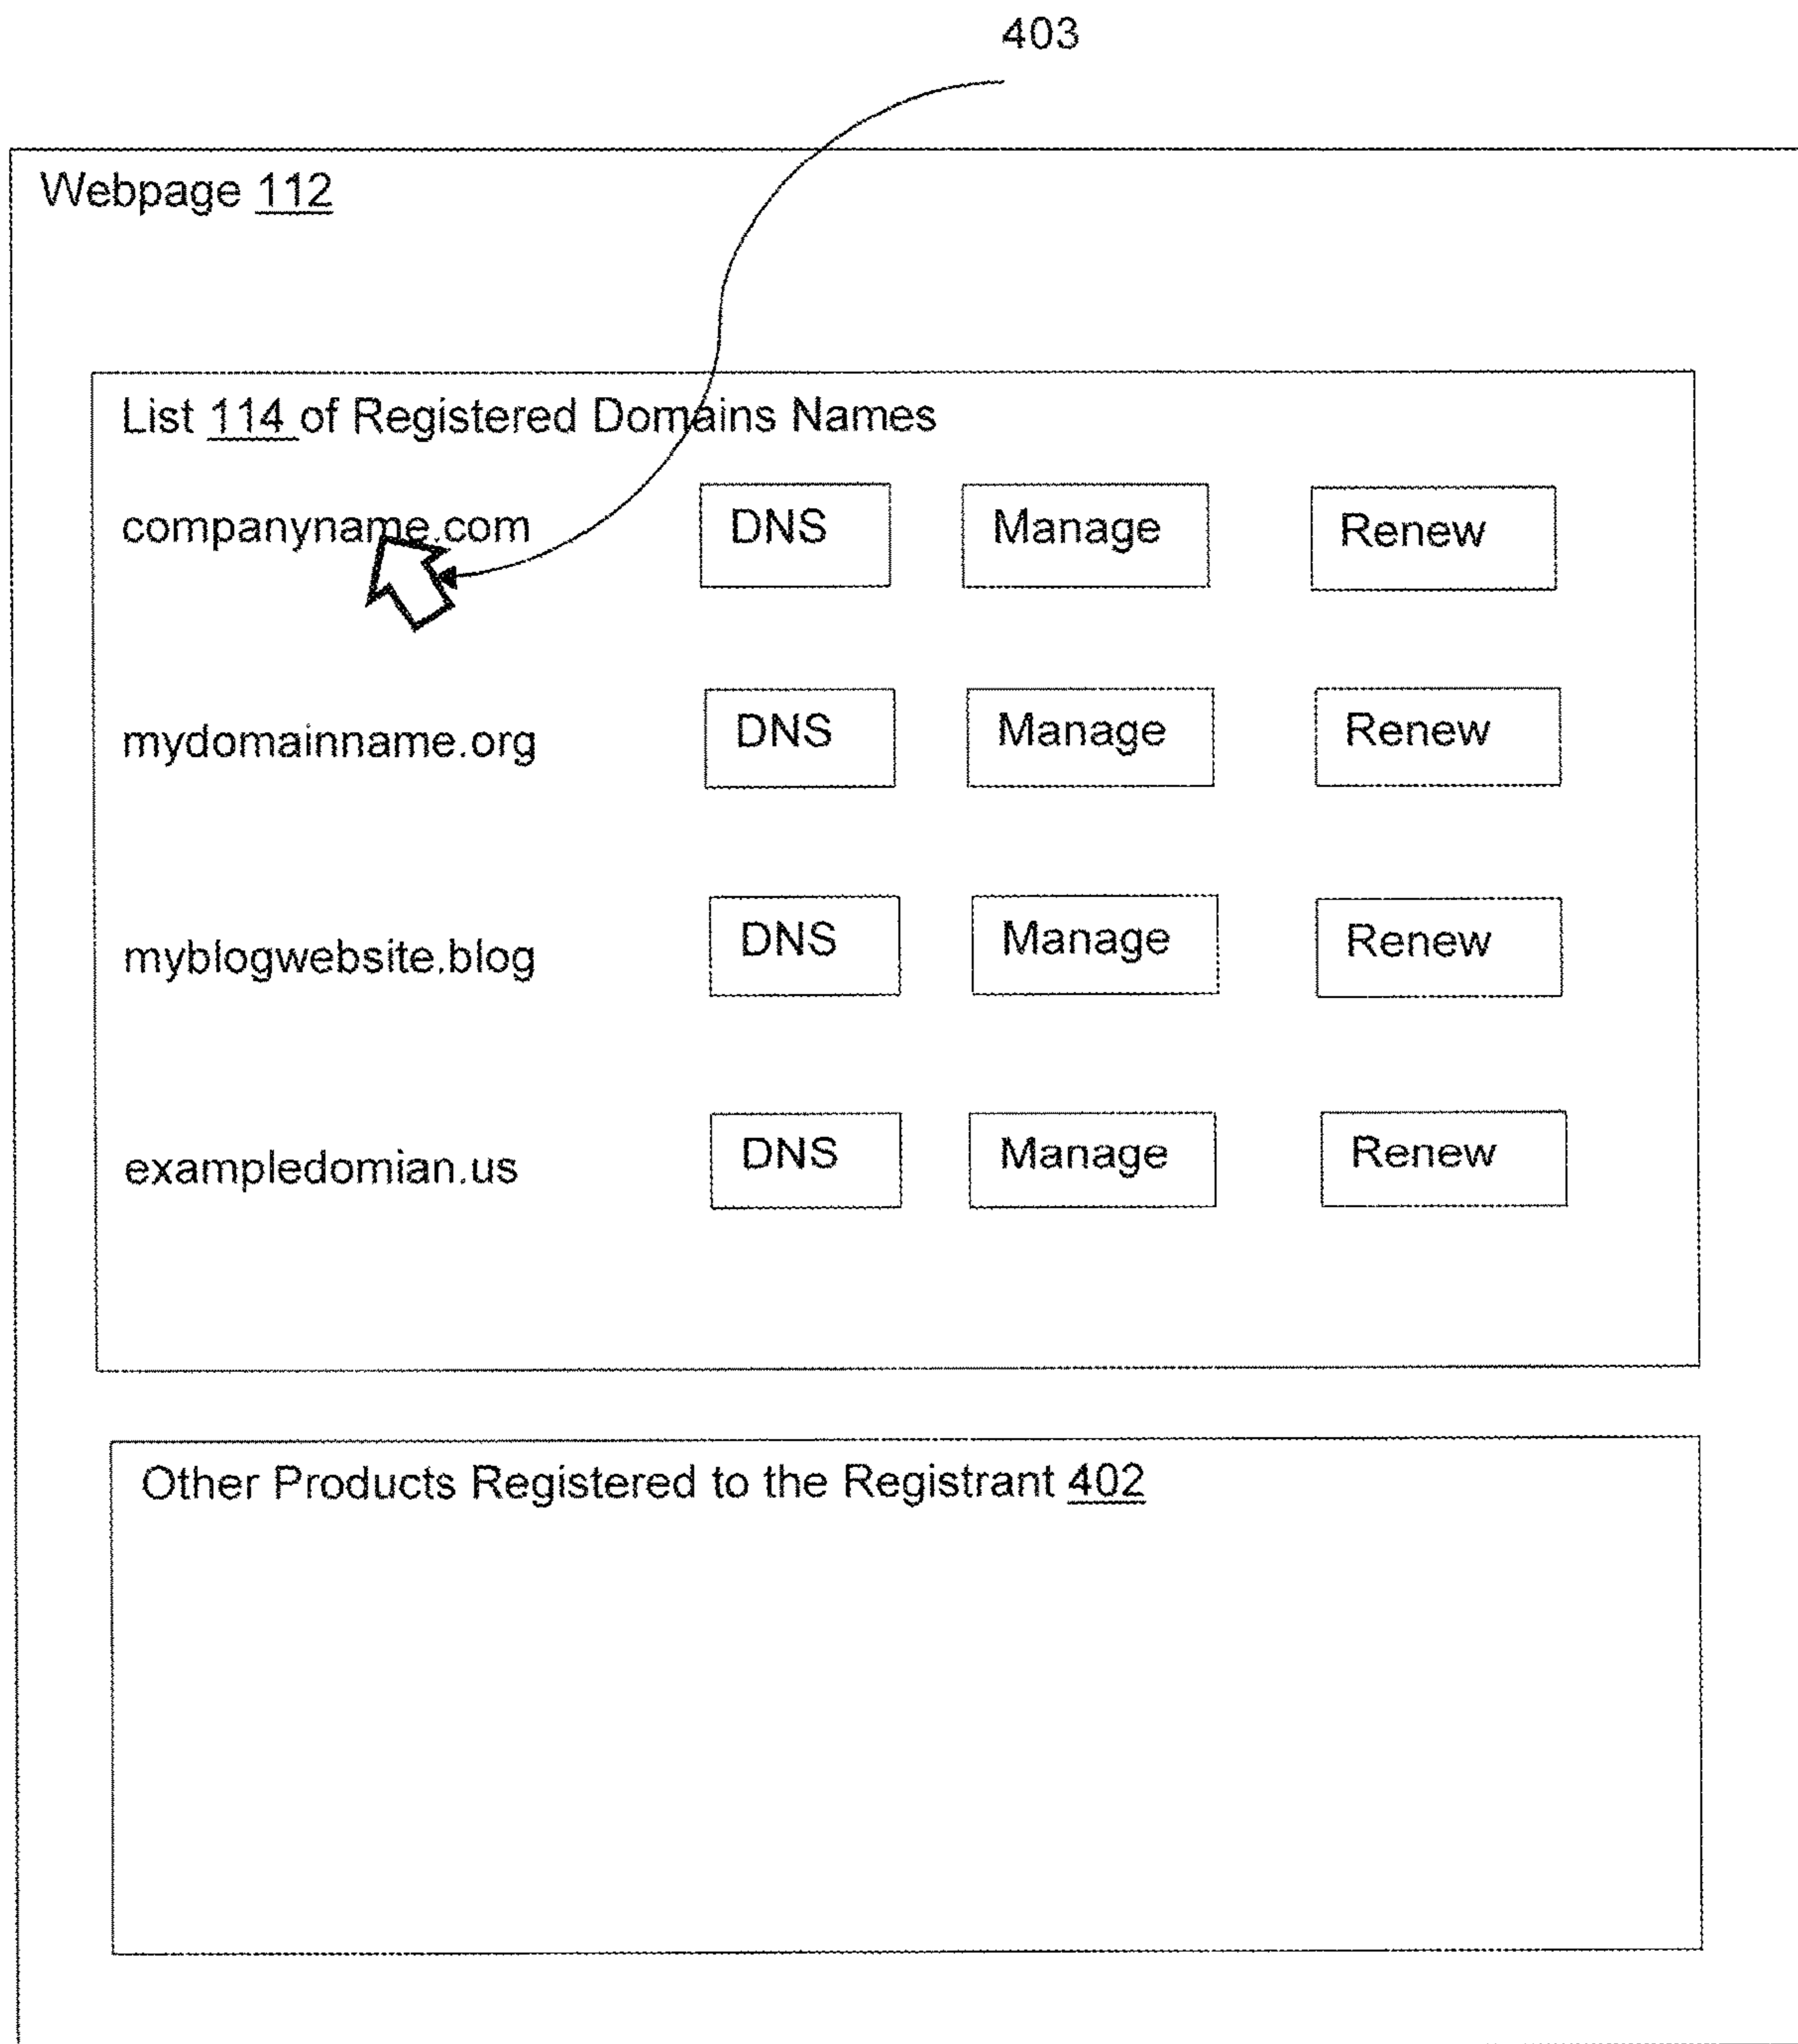 403
Webpage 112
List 114 of Registered Domains Names
companyname.com DNS Manage Renew
mydomainname.org DNS Manage Renew
myblogwebsite.blog DNS Manage Renew
exampledomian.us DNS Manage Renew
Other Products Registered to the Registrant 402